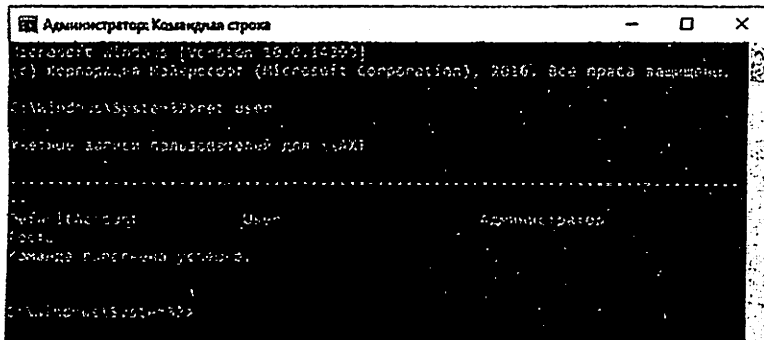 Администратор: Командная строка
Microsoft Windows [Version 10.0.14393]
(c) Корпорация Майкрософт (Microsoft Corporation), 2016. Все права защищены.
C:\Windows\System32>net user
Учетные записи пользователей для \\
--
DefaultAccount User Администратор
Гость
Команда выполнена успешно.
C:\Windows\System32>